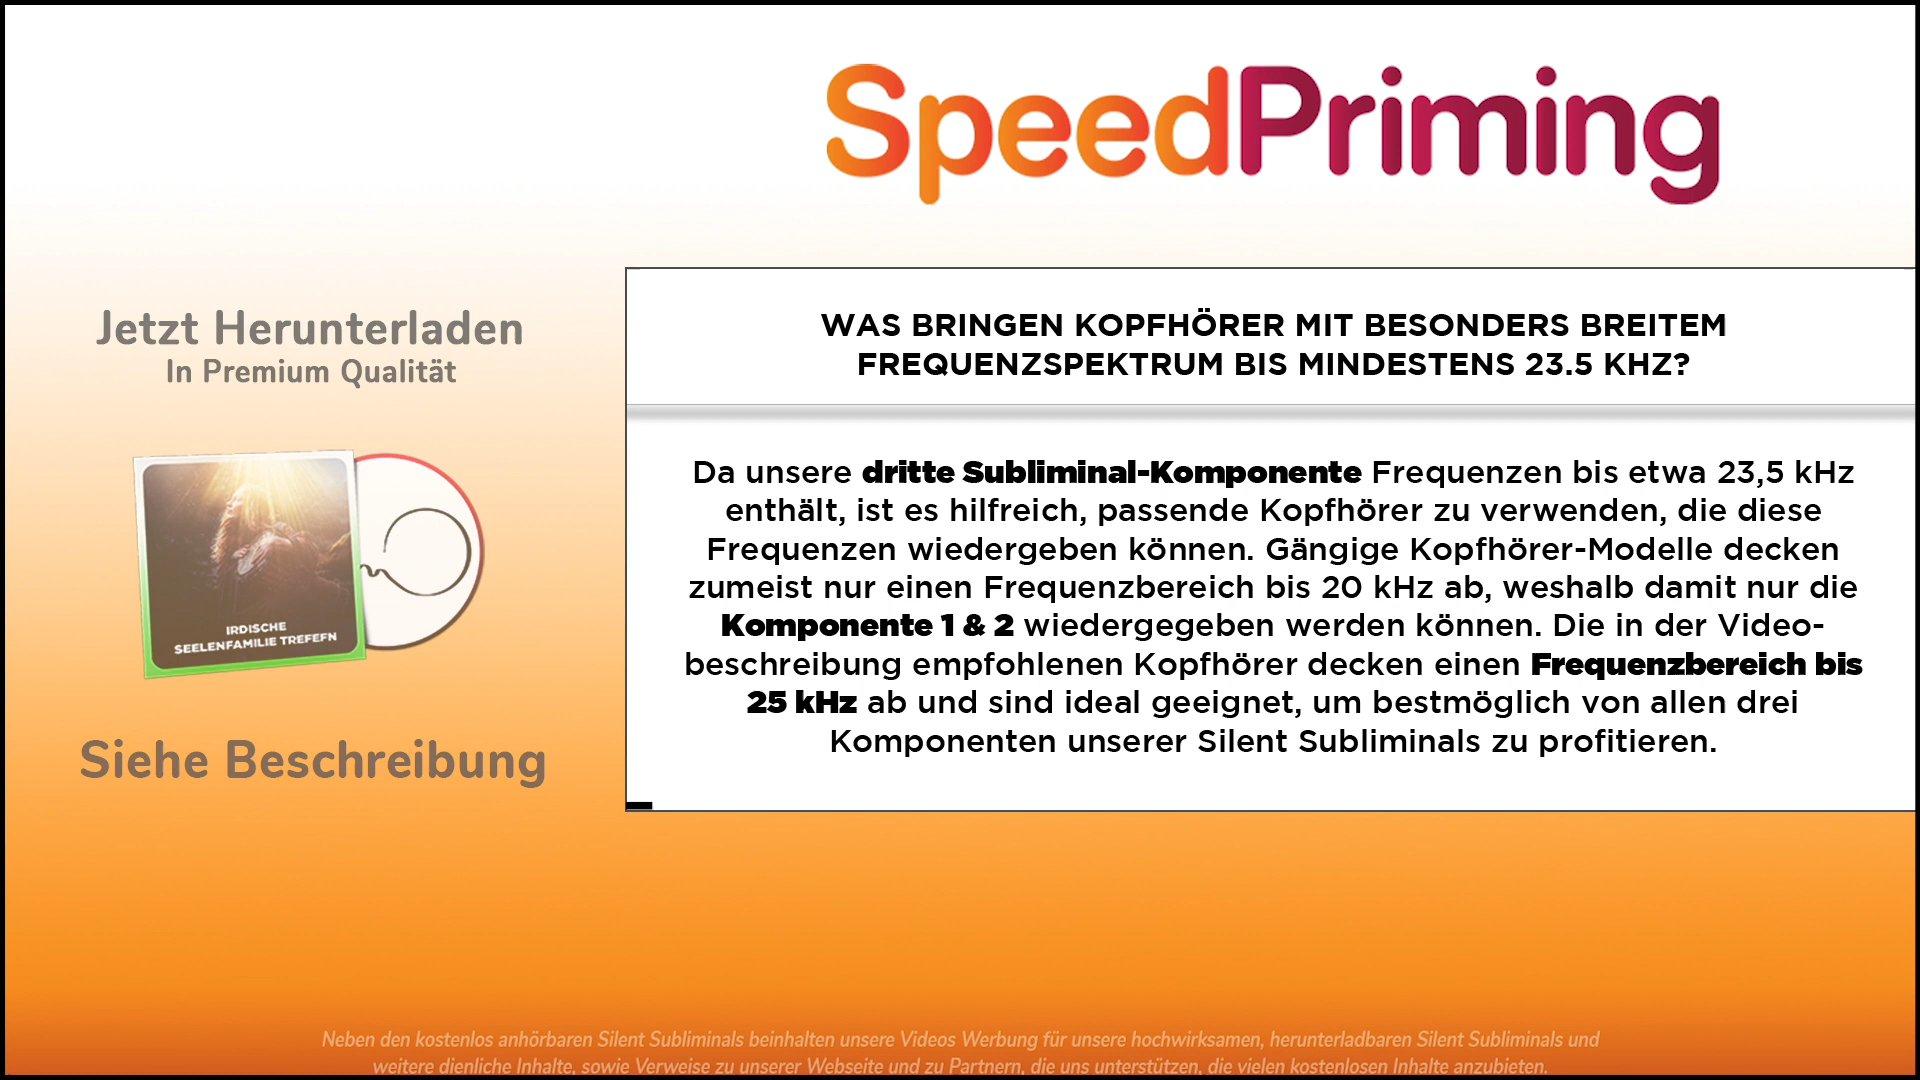 SpeedPriming
Jetzt Herunterladen
In Premium Qualität
IRDISCHE
SEELENFAMILIE TREFEFN
Siehe Beschreibung
WAS BRINGEN KOPFHÖRER MIT BESONDERS BREITEM
FREQUENZSPEKTRUM BIS MINDESTENS 23.5 KHZ?
Da unsere dritte Subliminal-Komponente Frequenzen bis etwa 23,5 kHz
enthält, ist es hilfreich, passende Kopfhörer zu verwenden, die diese
Frequenzen wiedergeben können. Gängige Kopfhörer-Modelle decken
zumeist nur einen Frequenzbereich bis 20 kHz ab, weshalb damit nur die
Komponente 1 & 2 wiedergegeben werden können. Die in der Video-
beschreibung empfohlenen Kopfhörer decken einen Frequenzbereich bis
25 kHz ab und sind ideal geeignet, um bestmöglich von allen drei
Komponenten unserer Silent Subliminals zu profitieren.
Neben den kostenlos anhörbaren Silent Subliminals beinhalten unsere Videos Werbung für unsere hochwirksamen, herunterladbaren Silent Subliminals und
weitere dienliche Inhalte, sowie Verweise zu unserer Webseite und zu Partnern, die uns unterstützen, die vielen kostenlosen Inhalte anzubieten.